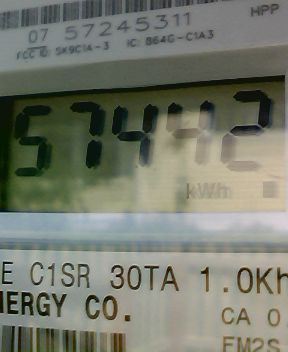 HPP
07 57245311
FCC ID: SK9C1A-3 IC: 864G-C1A3
57442
kWh
E C1SR 30TA 1.0Kh
NERGY CO.
CA 0
FM2S